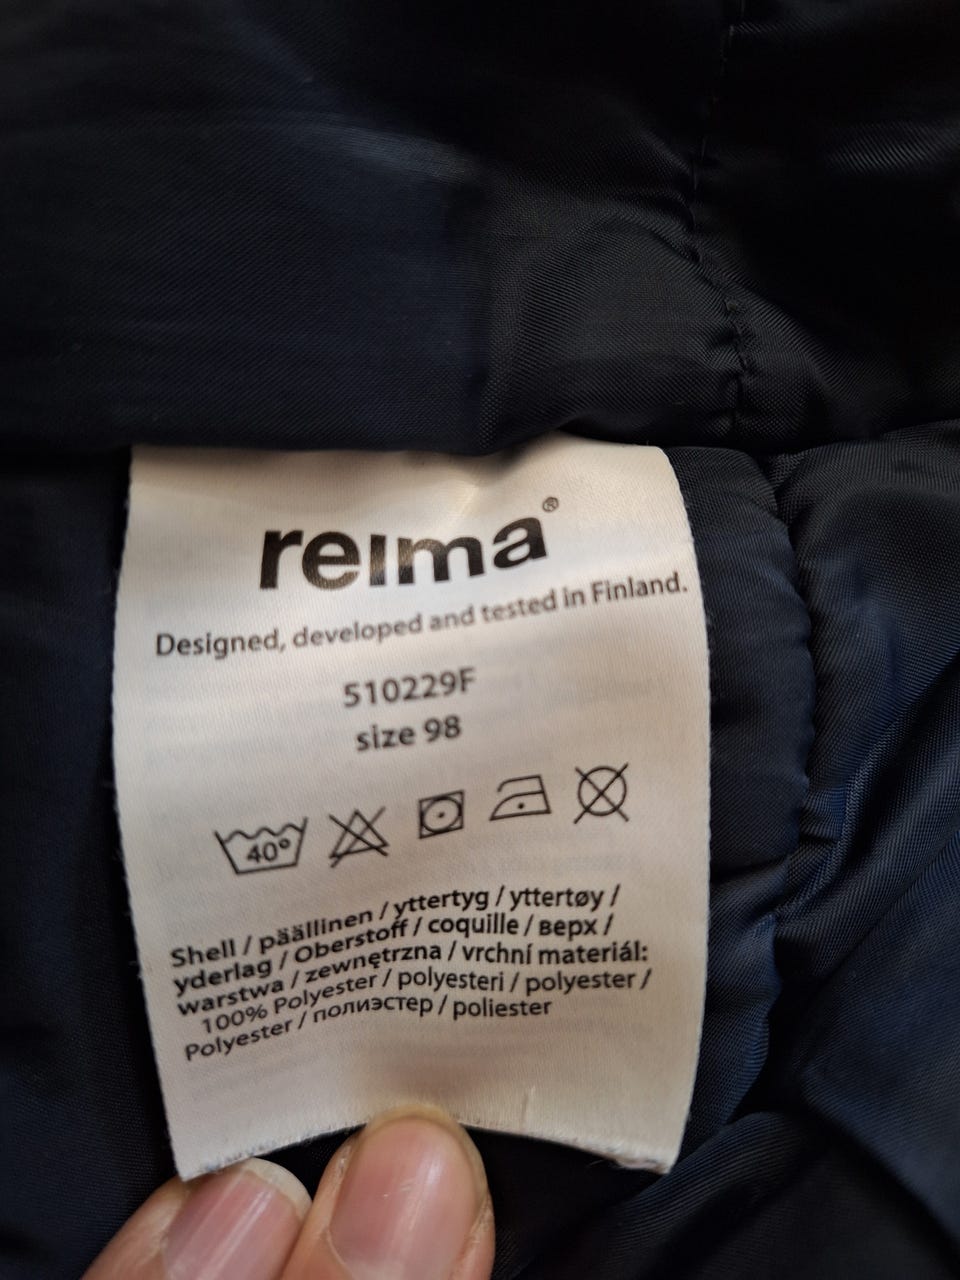 reima®
Designed, developed and tested in Finland.
510229F
size 98
40°
Shell / päällinen / yttertyg / yttertøy /
yderlag / Oberstoff / coquille / верх /
warstwa / zewnętrzna / vrchní materiál:
100% Polyester / polyesteri / polyester /
Polyester / полиэстер / poliester